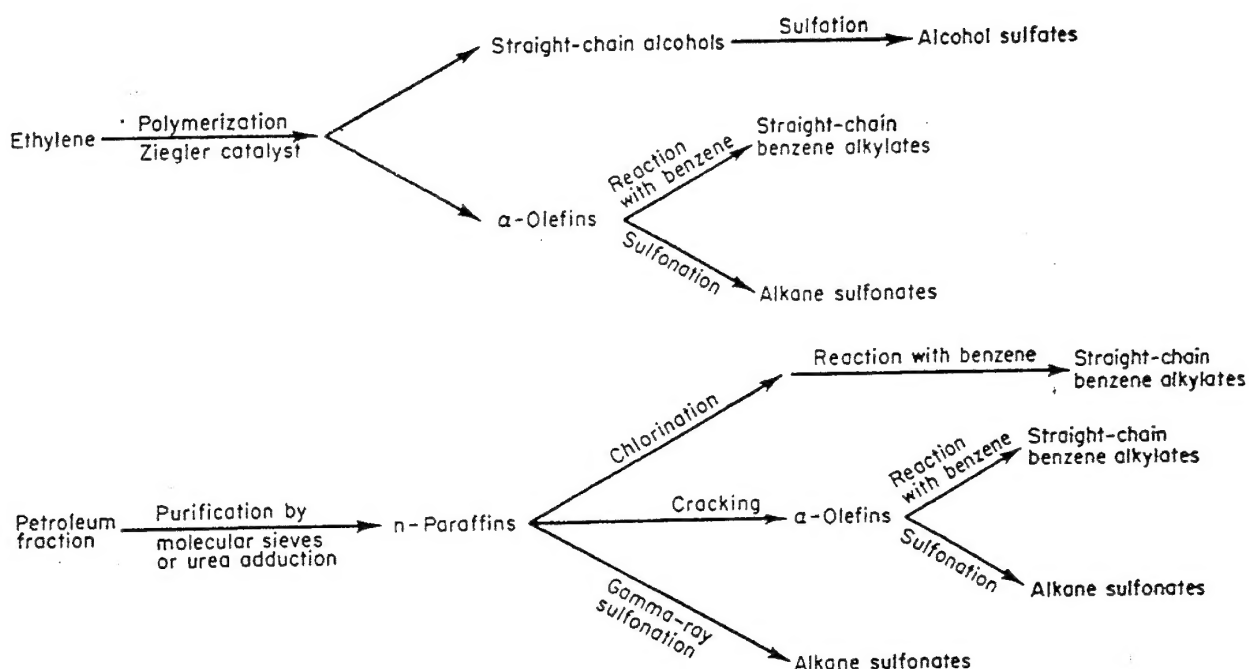 Sulfation
Straight-chain alcohols
Alcohol sulfates
Ethylene
Polymerization
Ziegler catalyst
Reaction
with benzene
Straight-chain
benzene alkylates
α-Olefins
Sulfonation
Alkane sulfonates
Reaction with benzene
Straight-chain
benzene alkylates
Chlorination
Petroleum
fraction
Purification by
molecular sieves
or urea adduction
n-Paraffins
Cracking
α-Olefins
Reaction
with benzene
Straight-chain
benzene alkylates
Sulfonation
Alkane sulfonates
Gamma-ray
sulfonation
Alkane sulfonates